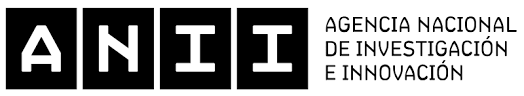 ANII
AGENCIA NACIONAL
DE INVESTIGACIÓN
E INNOVACIÓN